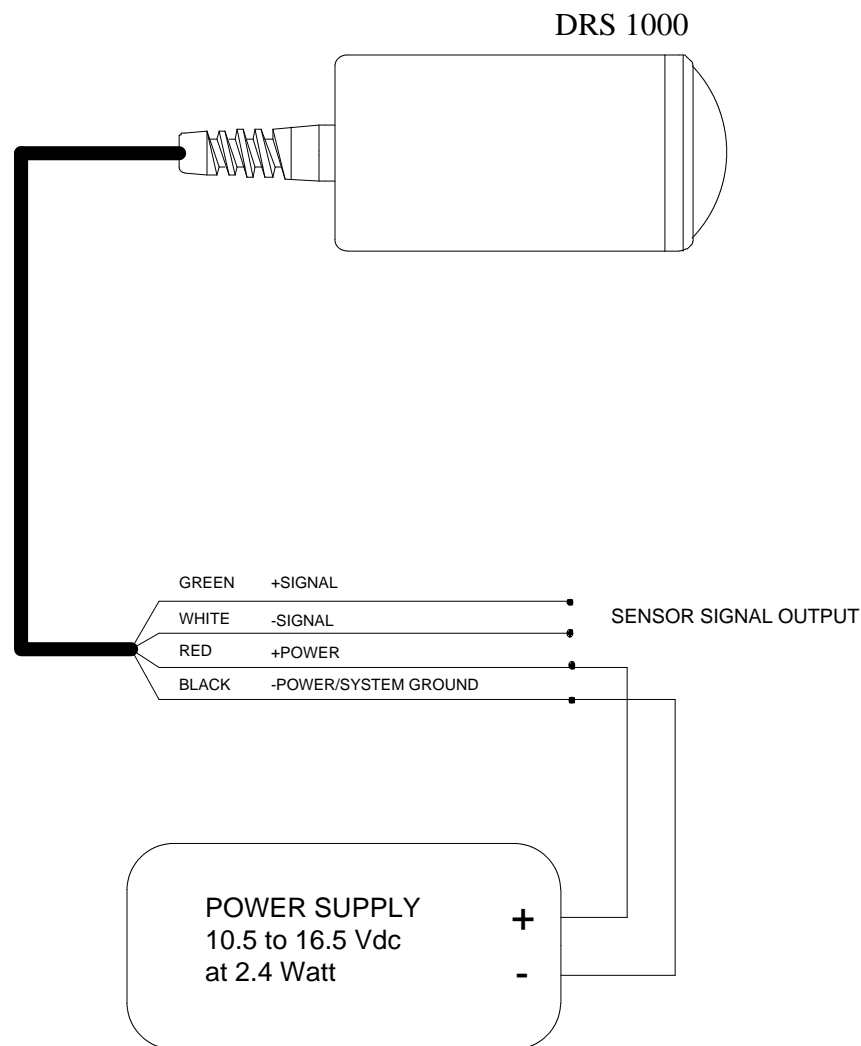 DRS 1000
GREEN +SIGNAL
WHITE -SIGNAL
SENSOR SIGNAL OUTPUT
RED +POWER
BLACK -POWER/SYSTEM GROUND
POWER SUPPLY
10.5 to 16.5 Vdc
at 2.4 Watt
+
-